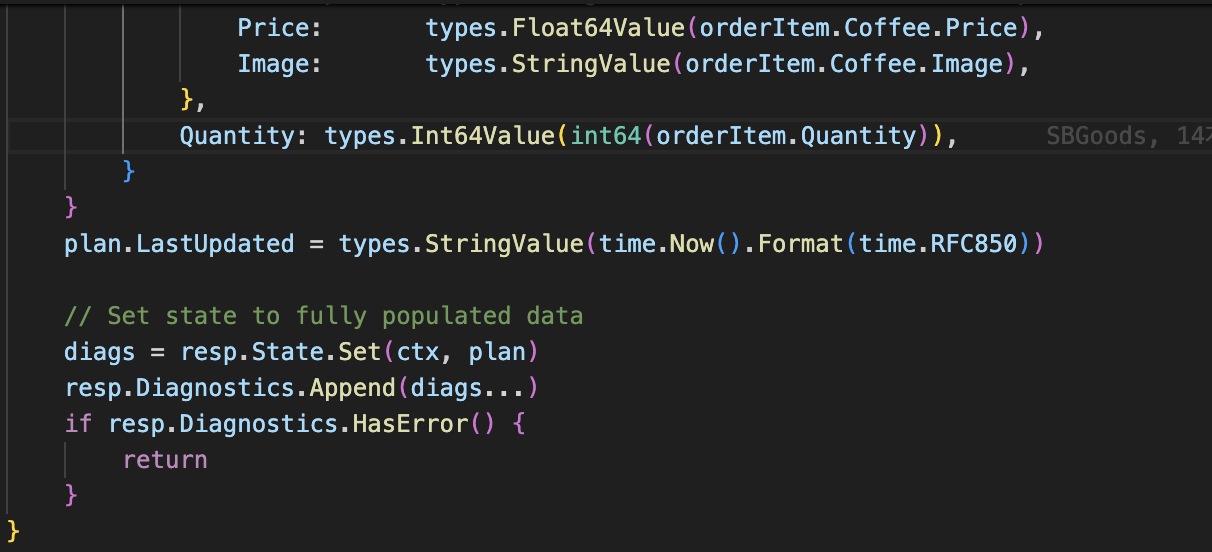 Price:        types.Float64Value(orderItem.Coffee.Price),
Image:        types.StringValue(orderItem.Coffee.Image),
},
Quantity: types.Int64Value(int64(orderItem.Quantity)),      SBGoods,
}
}
plan.LastUpdated = types.StringValue(time.Now().Format(time.RFC850))
// Set state to fully populated data
diags = resp.State.Set(ctx, plan)
resp.Diagnostics.Append(diags...)
if resp.Diagnostics.HasError() {
return
}
}